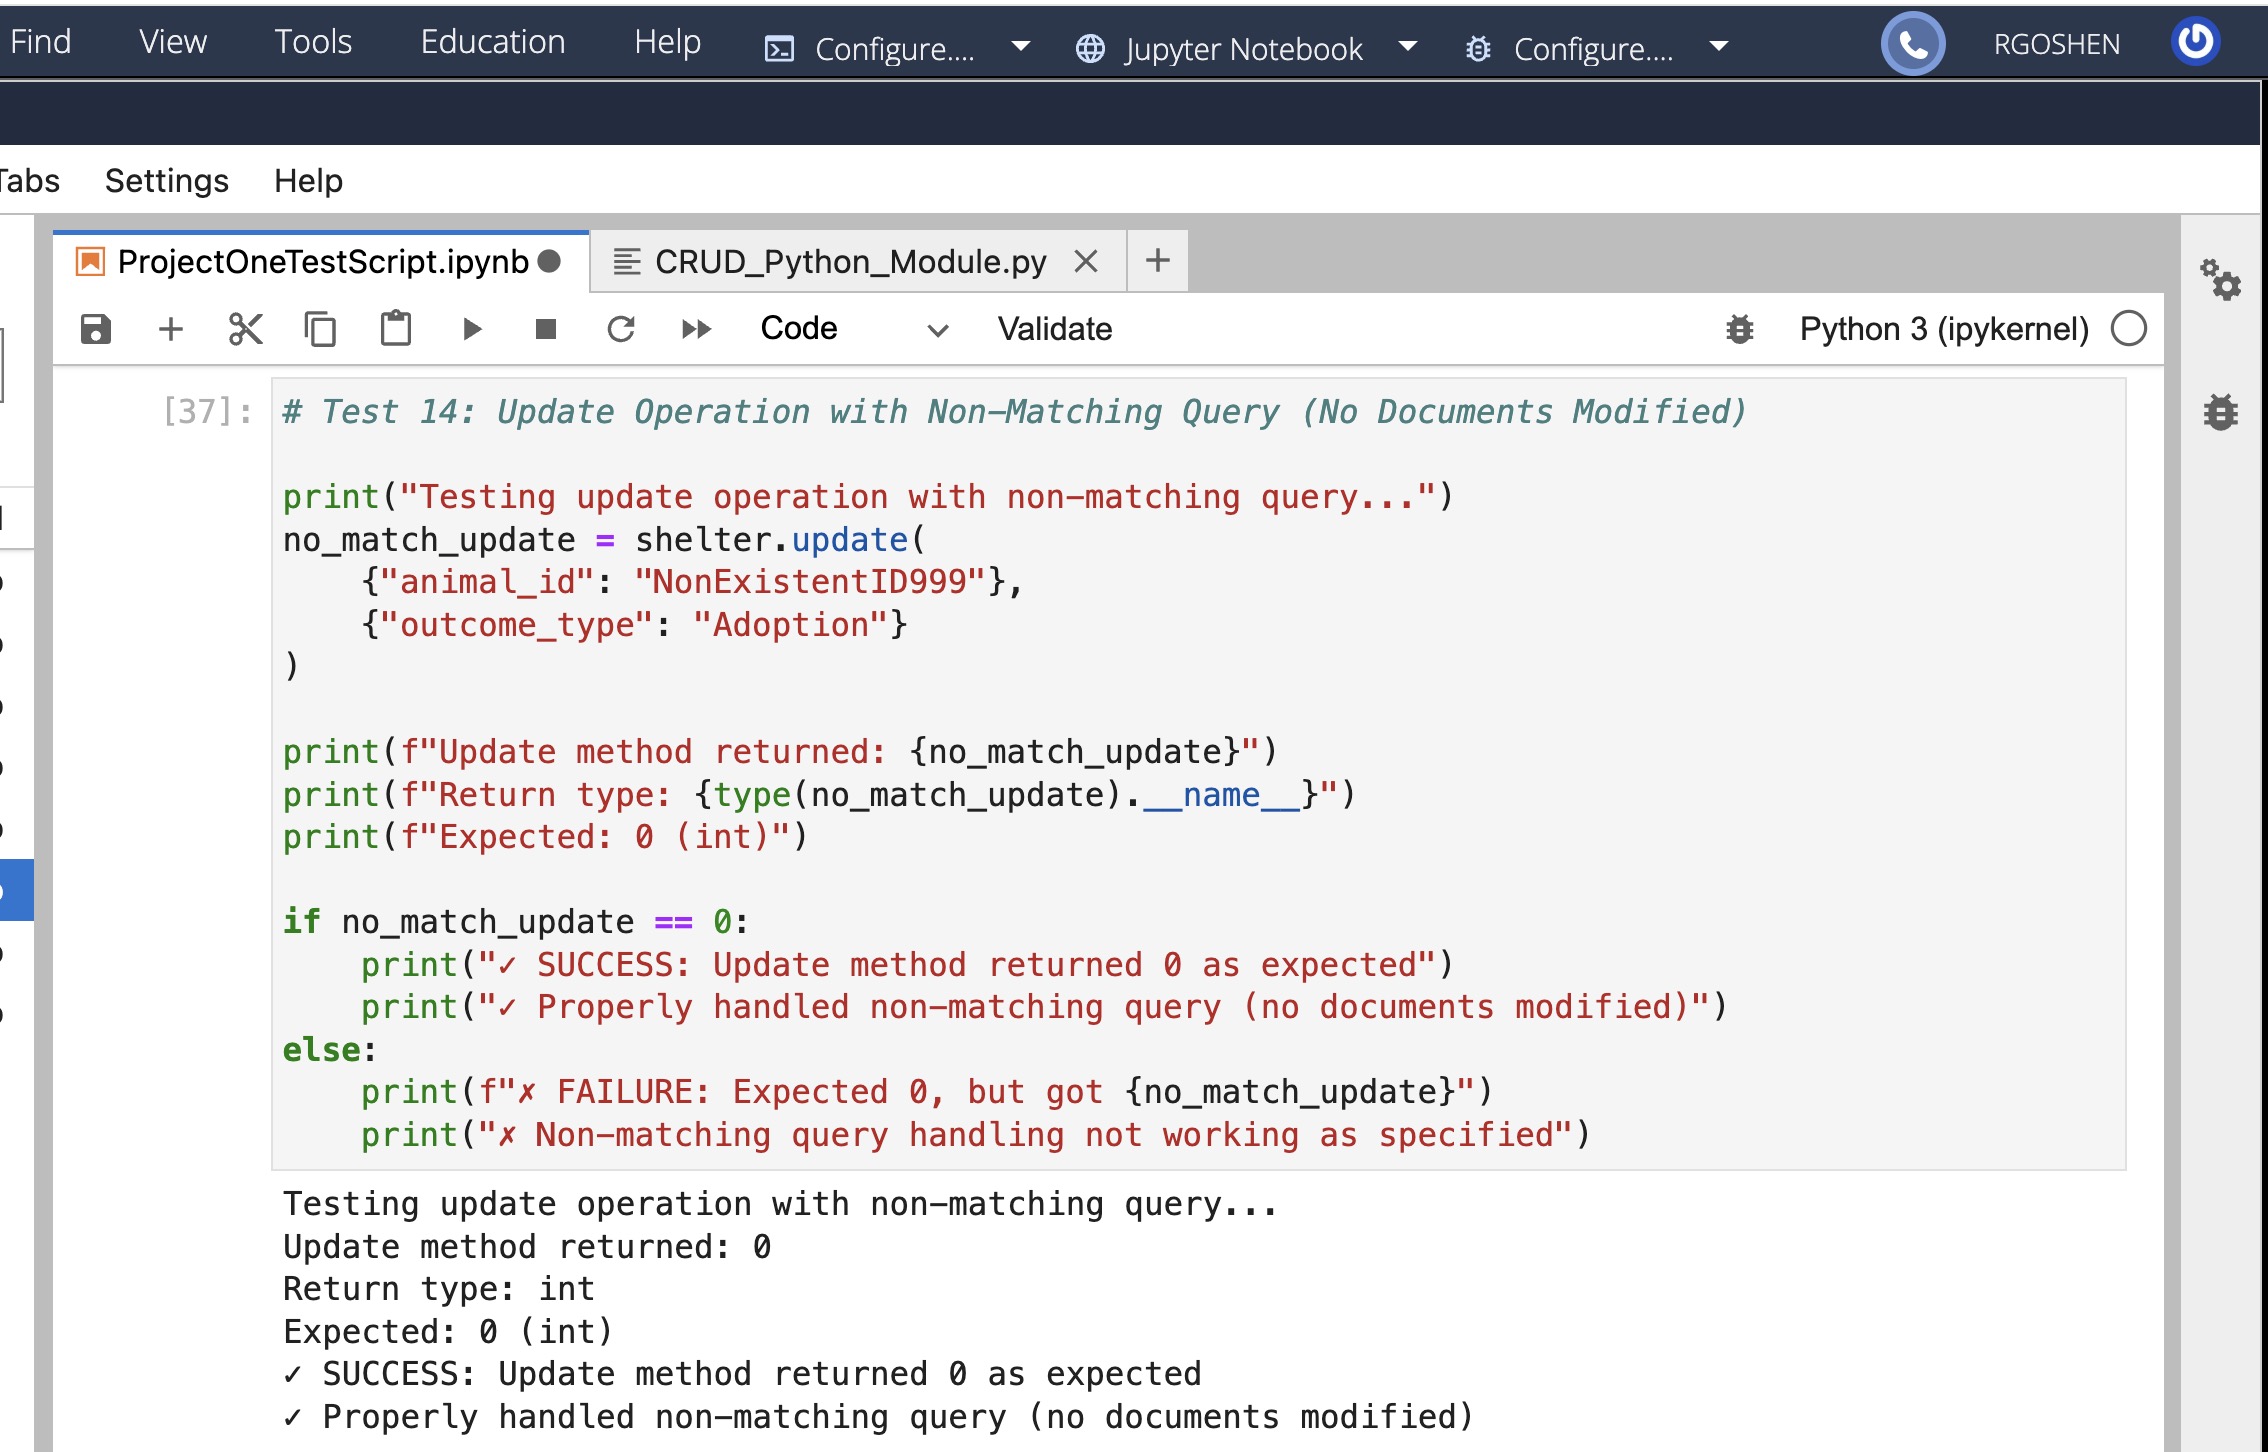 Find View Tools Education Help Configure.... Jupyter Notebook Configure.... RGOSHEN
Tabs Settings Help
ProjectOneTestScript.ipynb CRUD_Python_Module.py
Code Validate Python 3 (ipykernel)
[37]: # Test 14: Update Operation with Non-Matching Query (No Documents Modified)
print("Testing update operation with non-matching query...")
no_match_update = shelter.update(
    {"animal_id": "NonExistentID999"},
    {"outcome_type": "Adoption"}
)
print(f"Update method returned: {no_match_update}")
print(f"Return type: {type(no_match_update).__name__}")
print(f"Expected: 0 (int)")
if no_match_update == 0:
    print("✓ SUCCESS: Update method returned 0 as expected")
    print("✓ Properly handled non-matching query (no documents modified)")
else:
    print(f"✗ FAILURE: Expected 0, but got {no_match_update}")
    print("✗ Non-matching query handling not working as specified")
Testing update operation with non-matching query...
Update method returned: 0
Return type: int
Expected: 0 (int)
✓ SUCCESS: Update method returned 0 as expected
✓ Properly handled non-matching query (no documents modified)